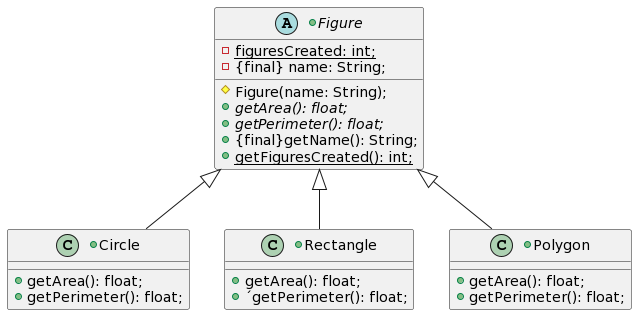 A Figure
figuresCreated: int;
{final} name: String;
Figure(name: String);
getArea(): float;
getPerimeter(): float;
{final}getName(): String;
getFiguresCreated(): int;
C Circle
getArea(): float;
getPerimeter(): float;
C Rectangle
getArea(): float;
´getPerimeter(): float;
C Polygon
getArea(): float;
getPerimeter(): float;